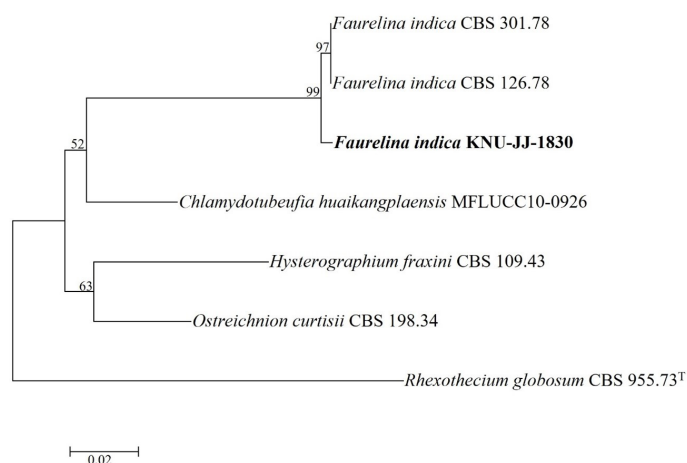 Faurelina indica CBS 301.78
97
Faurelina indica CBS 126.78
99
Faurelina indica KNU-JJ-1830
52
Chlamydotubeufia huaikangplaensis MFLUCC10-0926
Hysterographium fraxini CBS 109.43
63
Ostreichnion curtisii CBS 198.34
Rhexothecium globosum CBS 955.73ᵀ
0.02